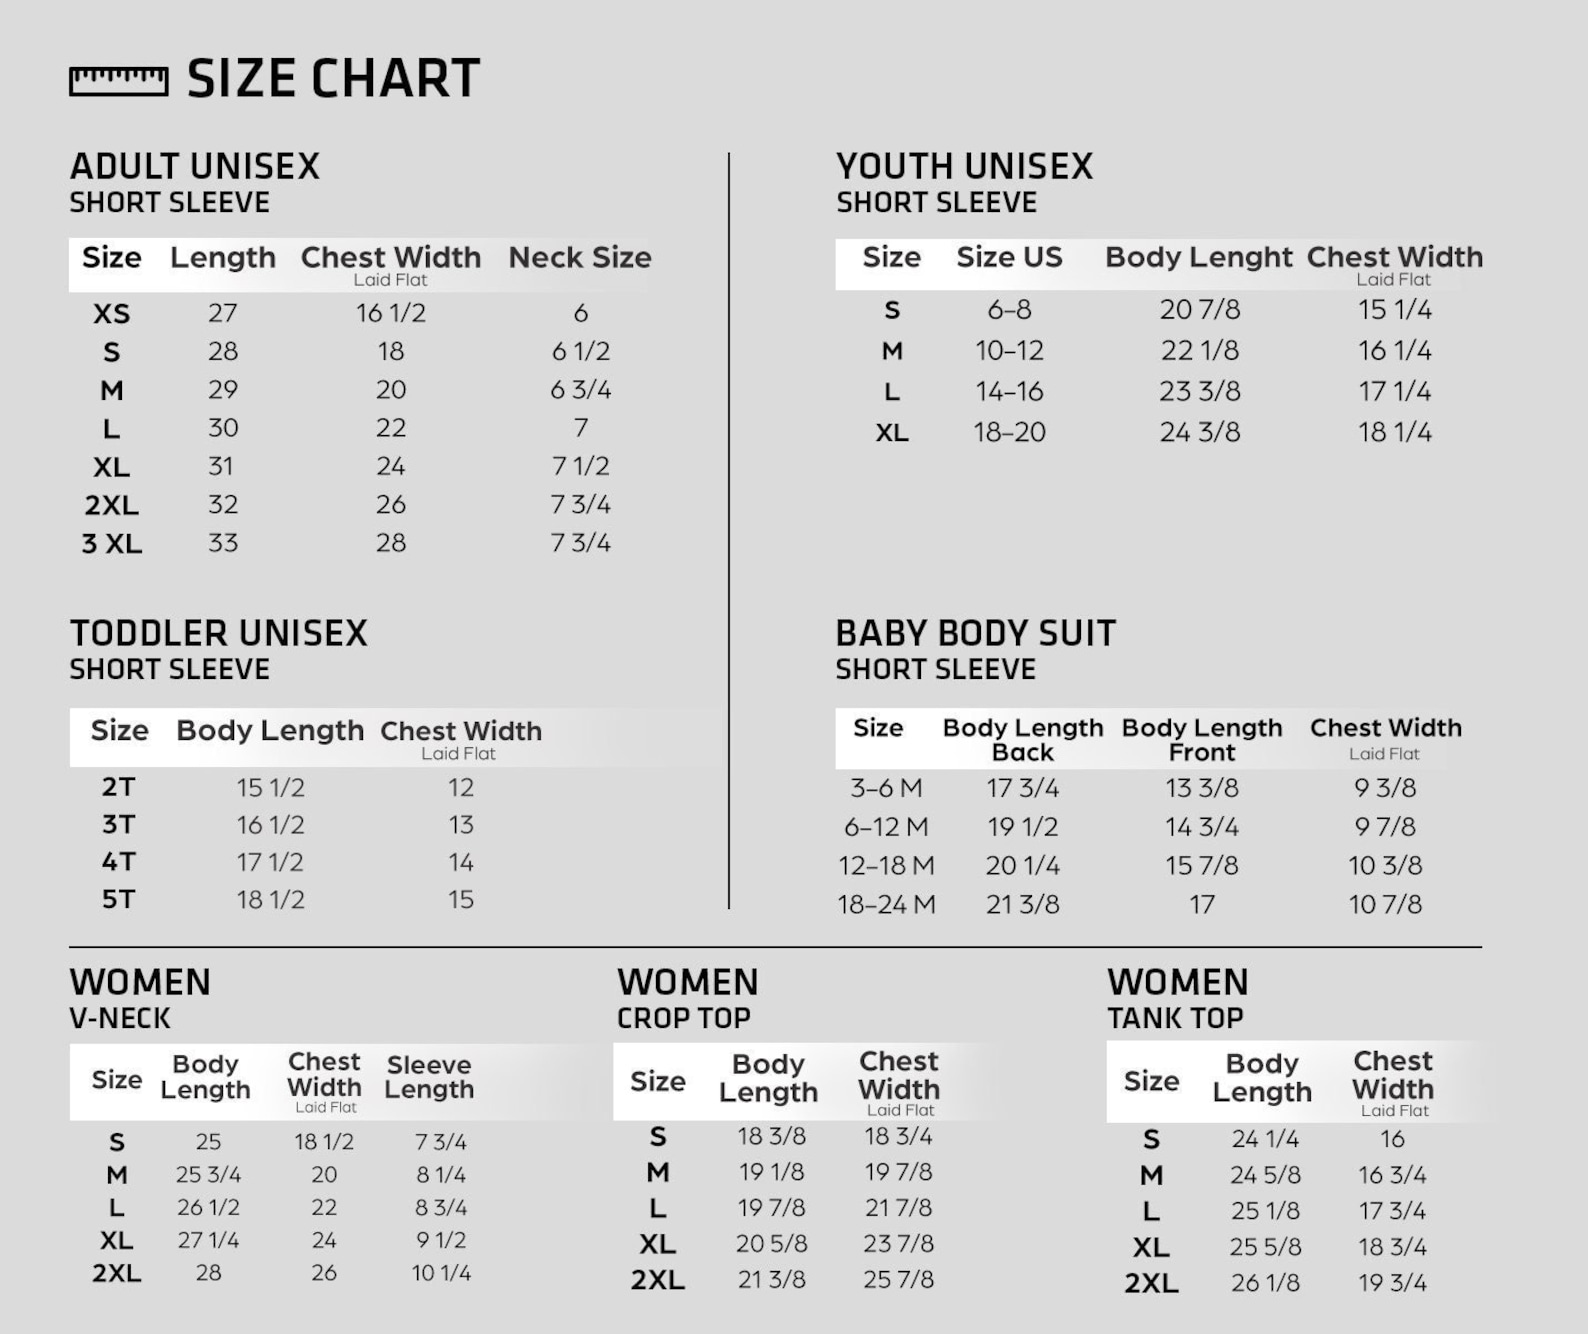 SIZE CHART
ADULT UNISEX
SHORT SLEEVE
Size Length Chest Width Neck Size
Laid Flat
XS 27 16 1/2 6
S 28 18 6 1/2
M 29 20 6 3/4
L 30 22 7
XL 31 24 7 1/2
2XL 32 26 7 3/4
3 XL 33 28 7 3/4
YOUTH UNISEX
SHORT SLEEVE
Size Size US Body Lenght Chest Width
Laid Flat
S 6-8 20 7/8 15 1/4
M 10-12 22 1/8 16 1/4
L 14-16 23 3/8 17 1/4
XL 18-20 24 3/8 18 1/4
TODDLER UNISEX
SHORT SLEEVE
Size Body Length Chest Width
Laid Flat
2T 15 1/2 12
3T 16 1/2 13
4T 17 1/2 14
5T 18 1/2 15
BABY BODY SUIT
SHORT SLEEVE
Size Body Length Body Length Chest Width
Back Front Laid Flat
3-6 M 17 3/4 13 3/8 9 3/8
6-12 M 19 1/2 14 3/4 9 7/8
12-18 M 20 1/4 15 7/8 10 3/8
18-24 M 21 3/8 17 10 7/8
WOMEN
V-NECK
Size Body Length Chest Width Sleeve Length
Laid Flat
S 25 18 1/2 7 3/4
M 25 3/4 20 8 1/4
L 26 1/2 22 8 3/4
XL 27 1/4 24 9 1/2
2XL 28 26 10 1/4
WOMEN
CROP TOP
Size Body Length Chest Width
Laid Flat
S 18 3/8 18 3/4
M 19 1/8 19 7/8
L 19 7/8 21 7/8
XL 20 5/8 23 7/8
2XL 21 3/8 25 7/8
WOMEN
TANK TOP
Size Body Length Chest Width
Laid Flat
S 24 1/4 16
M 24 5/8 16 3/4
L 25 1/8 17 3/4
XL 25 5/8 18 3/4
2XL 26 1/8 19 3/4